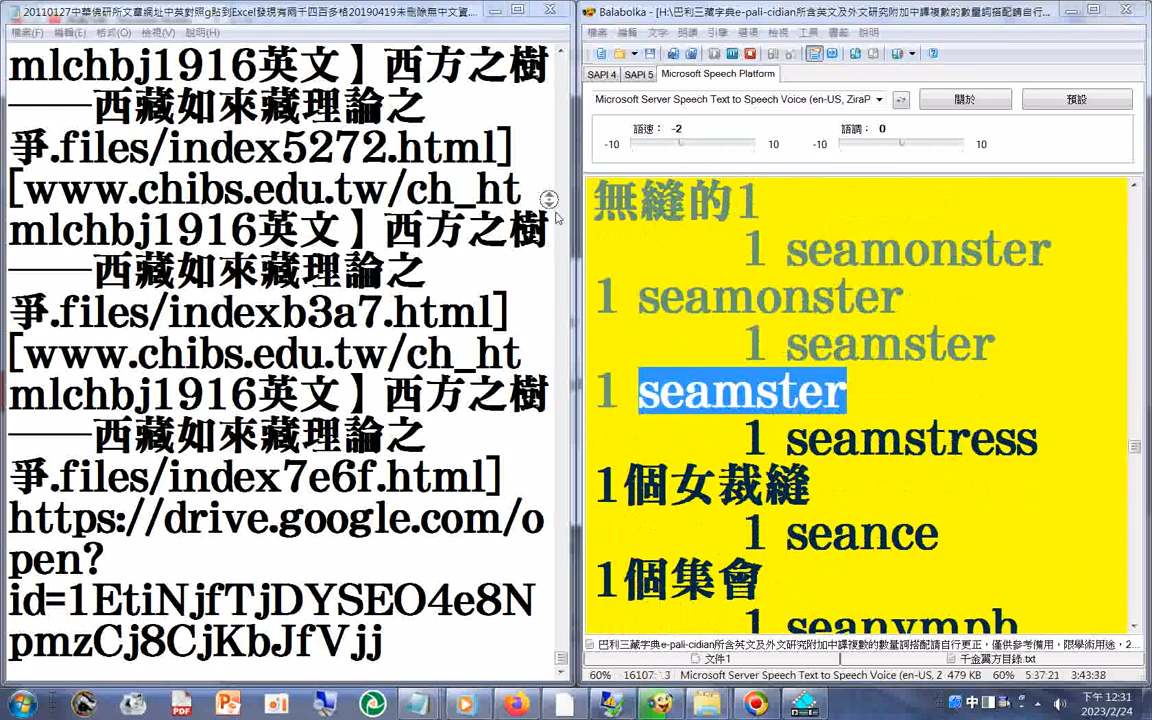 20110127中華佛研所文章網址中英對照g點到Excel發現有兩千四百多格20190419未刪除無中文資...
檔案(F) 編輯(E) 格式(O) 檢視(V) 說明(H)
mlchbj1916英文】西方之樹
——西藏如來藏理論之
爭.files/index5272.html]
[www.chibs.edu.tw/ch_ht
mlchbj1916英文】西方之樹
——西藏如來藏理論之
爭.files/indexb3a7.html]
[www.chibs.edu.tw/ch_ht
mlchbj1916英文】西方之樹
——西藏如來藏理論之
爭.files/index7e6f.html]
https://drive.google.com/o
pen?
id=1EtiNjfTjDYSEO4e8N
pmzCj8CjKbJfVjj
Balabolka - [H:\巴利三藏字典e-pali-cidian所含英文及外文研究附加中譯複數的數量詞搭配請自行...
檔案 編輯 文字 朗讀 引擎 選項 檢視 工具 書籤 說明
SAPI 4 SAPI 5 Microsoft Speech Platform
Microsoft Server Speech Text to Speech Voice (en-US, ZiraP
關於 預設
語速： -2 語調： 0
-10 10 -10 10
無縫的1
1 seamonster
1 seamonster
1 seamster
1 seamster
1 seamstress
1個女裁縫
1 seance
1個集會
1 seanymph
巴利三藏字典e-pali-cidian所含英文及外文研究附加中譯複數的數量詞搭配請自行更正，僅供參考備用，限學術用途，2...
文件1 千金翼方目錄.txt
60% 16107: Microsoft Server Speech Text to Speech Voice (en-US, Z 479 KB 60% 5:37:21 3:43:38
中
下午 12:31
2023/2/24